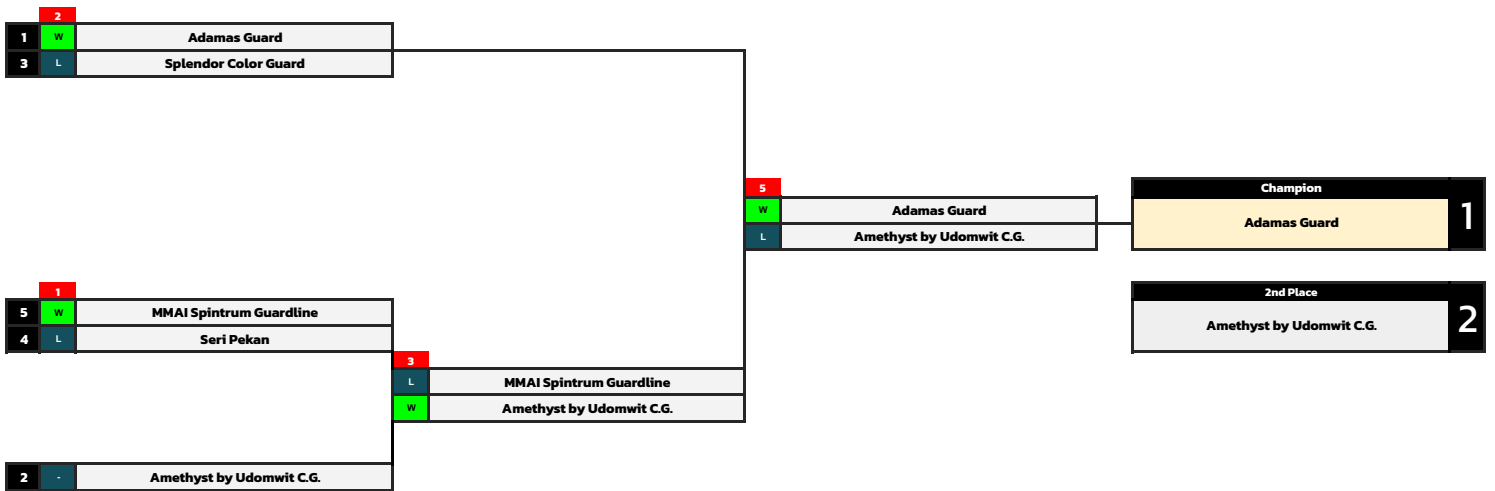 2
1 W Adamas Guard
3 L Splendor Color Guard
5
W Adamas Guard
L Amethyst by Udomwit C.G.
Champion
Adamas Guard 1
2nd Place
Amethyst by Udomwit C.G. 2
1
5 W MMAI Spintrum Guardline
4 L Seri Pekan
3
L MMAI Spintrum Guardline
W Amethyst by Udomwit C.G.
2 - Amethyst by Udomwit C.G.